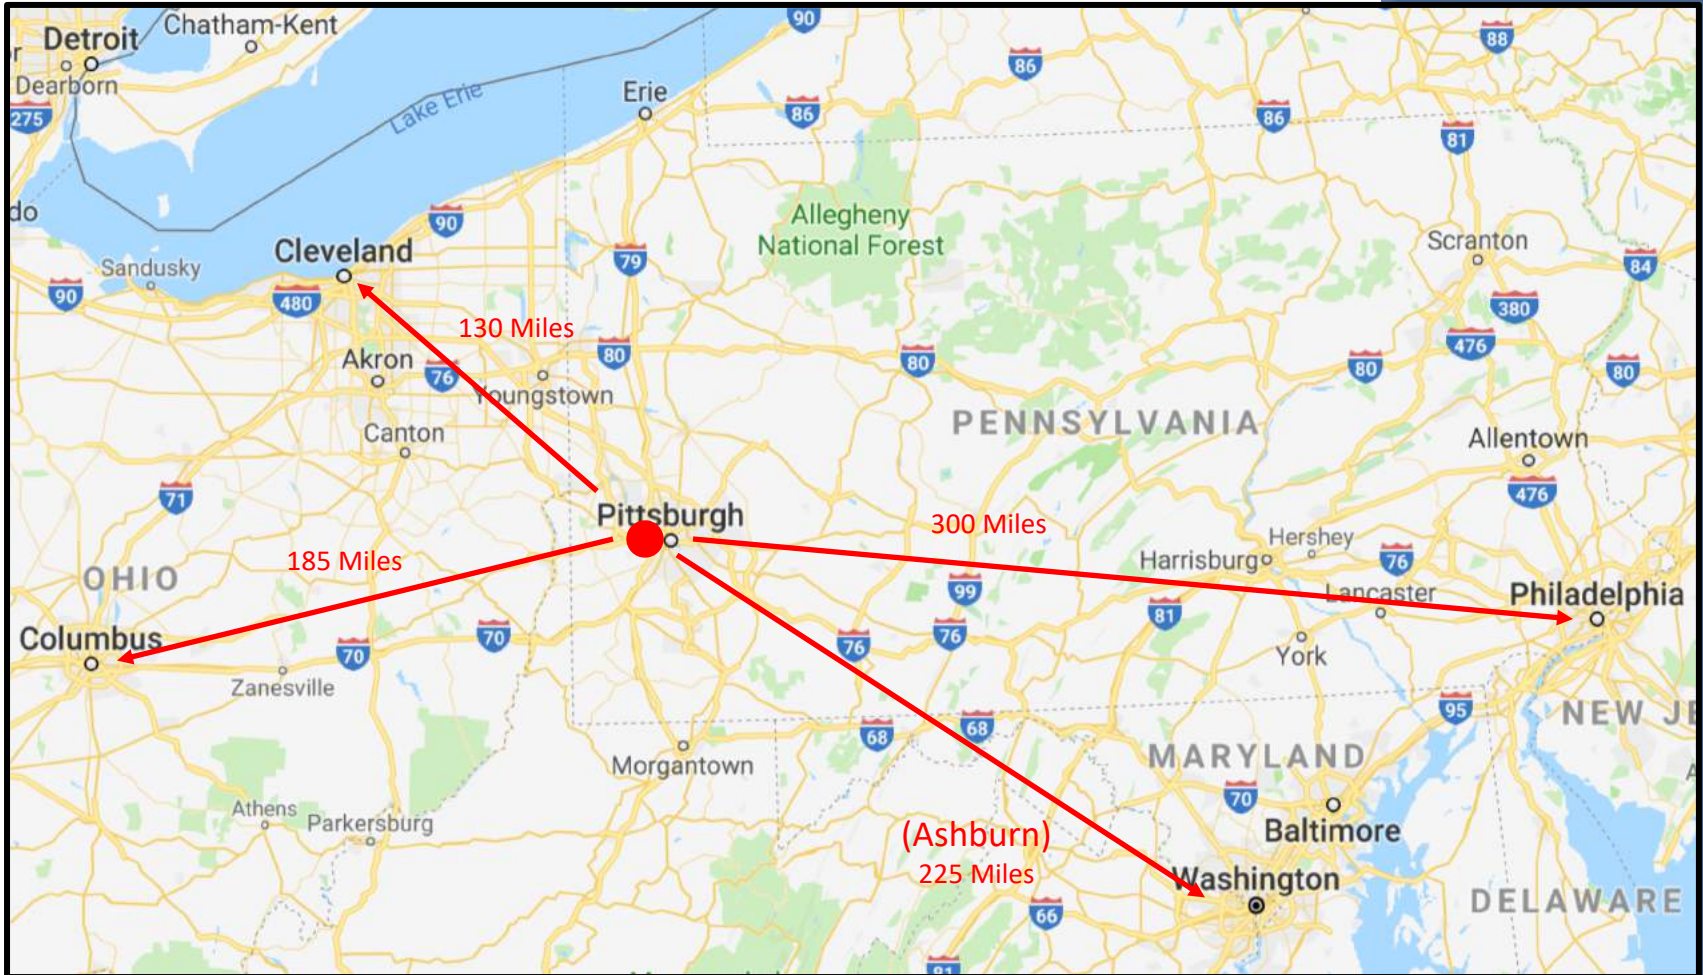 Chatham-Kent
90
88
Detroit
r
Dearborn
86
Erie
Lake Erie
86
86
275
81
do
90
Allegheny
National Forest
Scranton
Cleveland
79
84
Sandusky
90
480
380
130 Miles
476
80
Akron
80
80
80
76
Youngstown
PENNSYLVANIA
Canton
Allentown
71
476
Pittsburgh
300 Miles
Hershey
Harrisburg
76
185 Miles
OHIO
99
Lancaster
Philadelphia
81
Columbus
70
70
76
76
York
Zanesville
95
NEW JE
68
68
Morgantown
MARYLAND
A
70
Athens
Parkersburg
(Ashburn)
225 Miles
Baltimore
Washington
DELAWARE
66
81